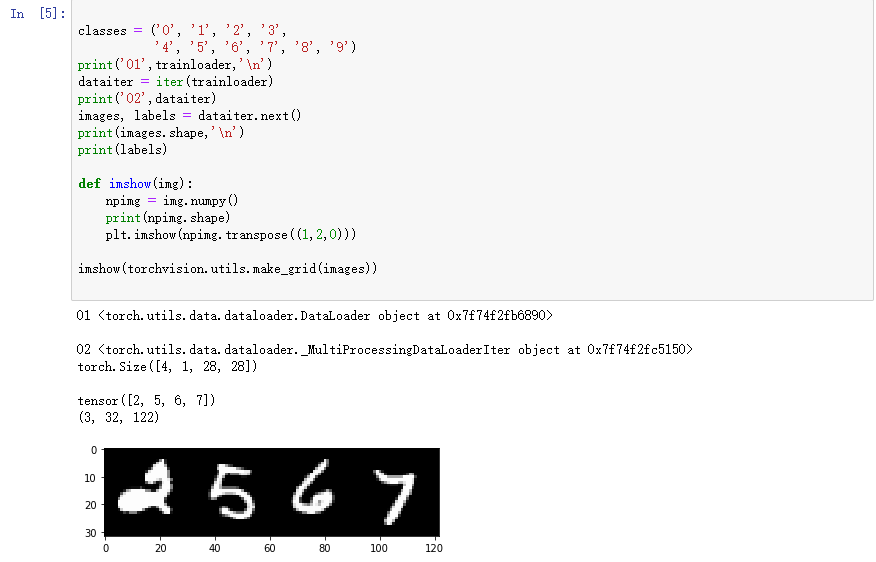 In [5]:
classes = ('0', '1', '2', '3',
'4', '5', '6', '7', '8', '9')
print('01',trainloader,'\n')
dataiter = iter(trainloader)
print('02',dataiter)
images, labels = dataiter.next()
print(images.shape,'\n')
print(labels)
def imshow(img):
npimg = img.numpy()
print(npimg.shape)
plt.imshow(npimg.transpose((1,2,0)))
imshow(torchvision.utils.make_grid(images))
01 <torch.utils.data.dataloader.DataLoader object at 0x7f74f2fb6890>
02 <torch.utils.data.dataloader._MultiProcessingDataLoaderIter object at 0x7f74f2fc5150>
torch.Size([4, 1, 28, 28])
tensor([2, 5, 6, 7])
(3, 32, 122)
0
10
20
30
2 5 6 7
0 20 40 60 80 100 120